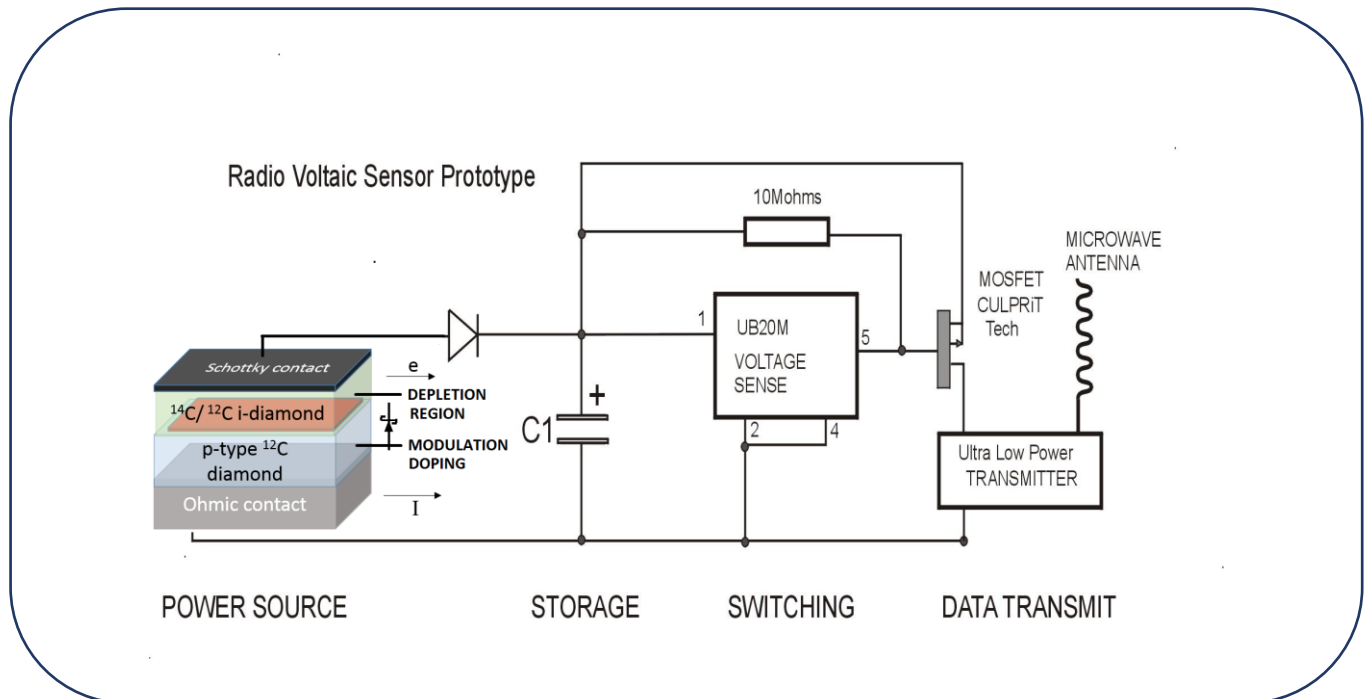 Radio Voltaic Sensor Prototype
10Mohms
MICROWAVE
ANTENNA
MOSFET
CULPRiT
Tech
1
UB20M
VOLTAGE
SENSE
5
2
4
Schottky contact
e
DEPLETION
REGION
¹⁴C/ ¹²C i-diamond
MODULATION
DOPING
p-type ¹²C
diamond
Ohmic contact
I
+
C1
Ultra Low Power
TRANSMITTER
POWER SOURCE
STORAGE
SWITCHING
DATA TRANSMIT